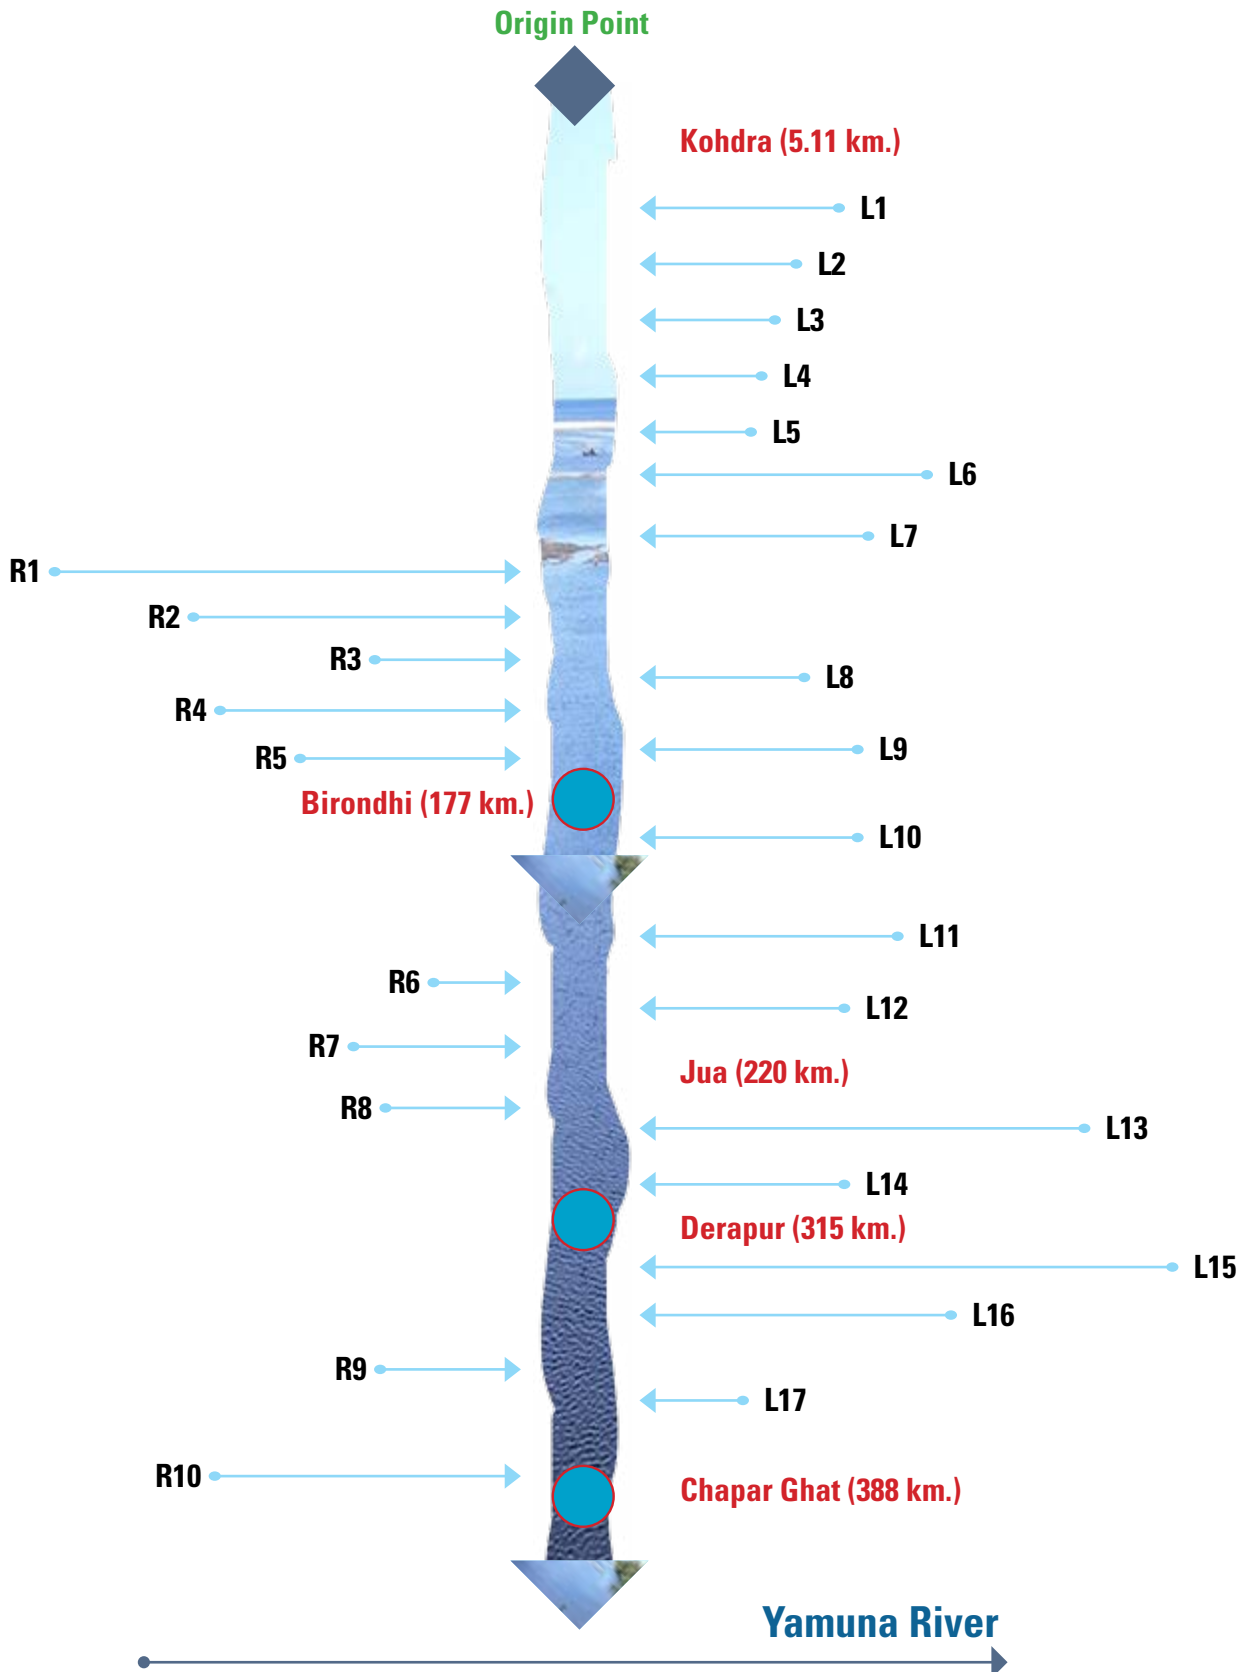 Origin Point
Kohdra (5.11 km.)
L1
L2
L3
L4
L5
L6
L7
R1
R2
R3
L8
R4
L9
R5
Birondhi (177 km.)
L10
L11
R6
L12
R7
Jua (220 km.)
R8
L13
L14
Derapur (315 km.)
L15
L16
R9
L17
R10
Chapar Ghat (388 km.)
Yamuna River